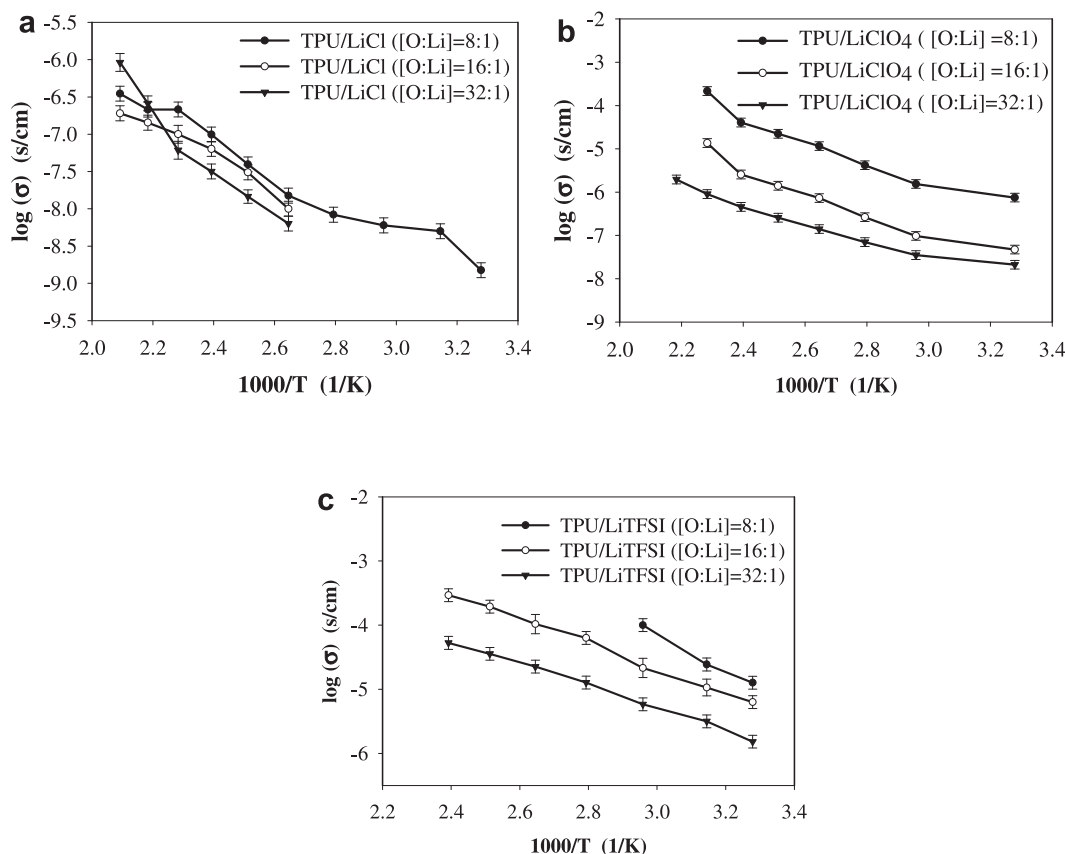 a
-5.5
-6.0
-6.5
-7.0
-7.5
-8.0
-8.5
-9.0
-9.5
log (σ) (s/cm)
TPU/LiCl ([O:Li]=8:1)
TPU/LiCl ([O:Li]=16:1)
TPU/LiCl ([O:Li]=32:1)
2.0 2.2 2.4 2.6 2.8 3.0 3.2 3.4
1000/T (1/K)
b
-2
-3
-4
-5
-6
-7
-8
-9
log (σ) (s/cm)
TPU/LiClO4 ( [O:Li] =8:1)
TPU/LiClO4 ( [O:Li] =16:1)
TPU/LiClO4 ( [O:Li]=32:1)
2.2 2.4 2.6 2.8 3.0 3.2 3.4
1000/T (1/K)
c
-2
-3
-4
-5
-6
log (σ) (s/cm)
TPU/LiTFSI ([O:Li]=8:1)
TPU/LiTFSI ([O:Li]=16:1)
TPU/LiTFSI ([O:Li]=32:1)
2.2 2.4 2.6 2.8 3.0 3.2 3.4
1000/T (1/K)